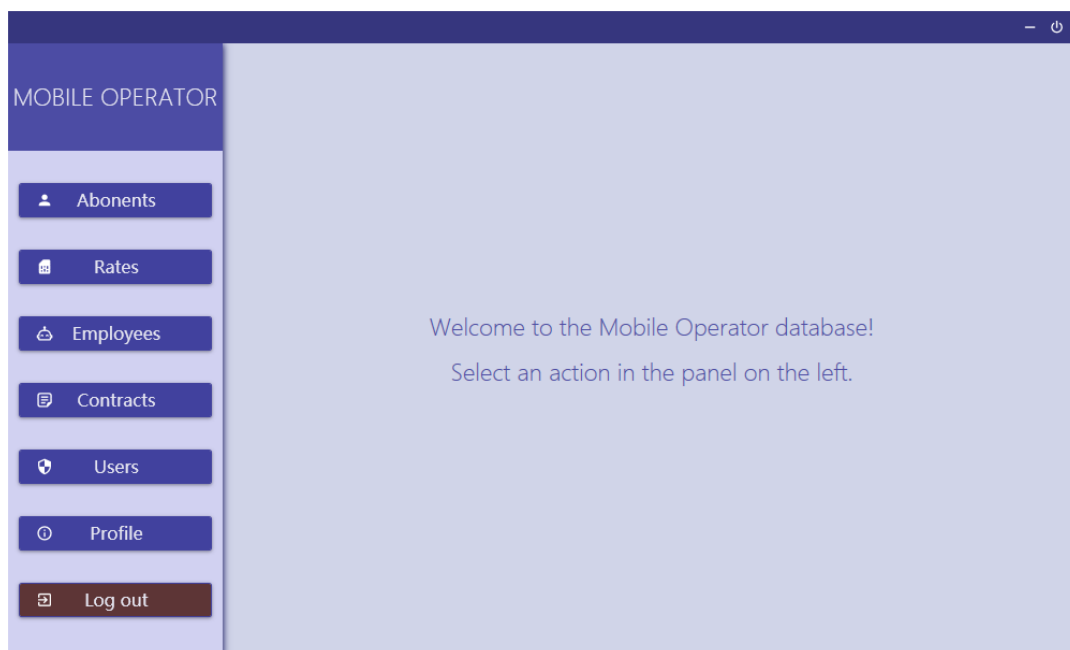 MOBILE OPERATOR
Abonents
Rates
Employees
Contracts
Users
Profile
Log out
Welcome to the Mobile Operator database!
Select an action in the panel on the left.